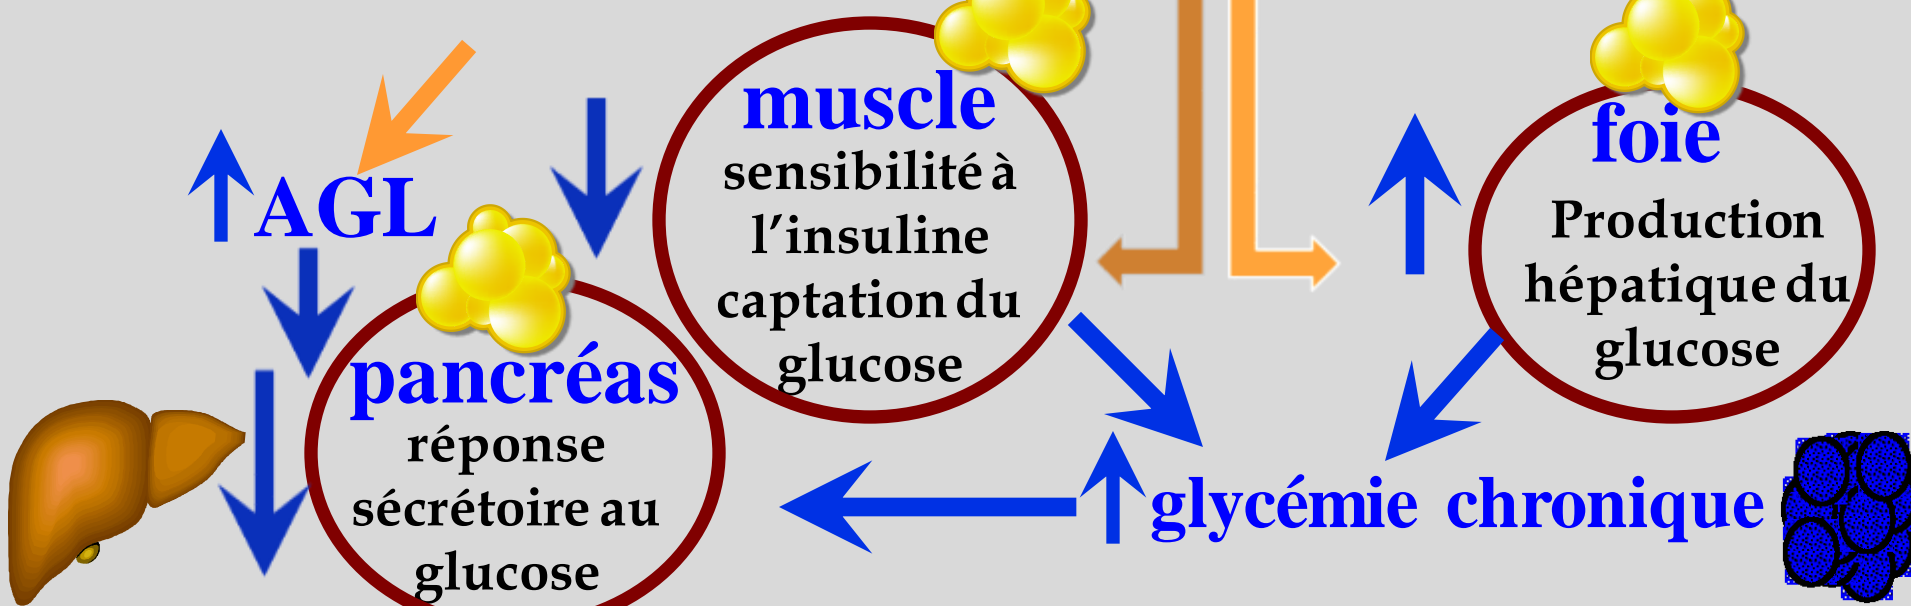 muscle
sensibilité à
l’insuline
captation du
glucose
foie
Production
hépatique du
glucose
AGL
pancréas
réponse
sécrétoire au
glucose
glycémie chronique